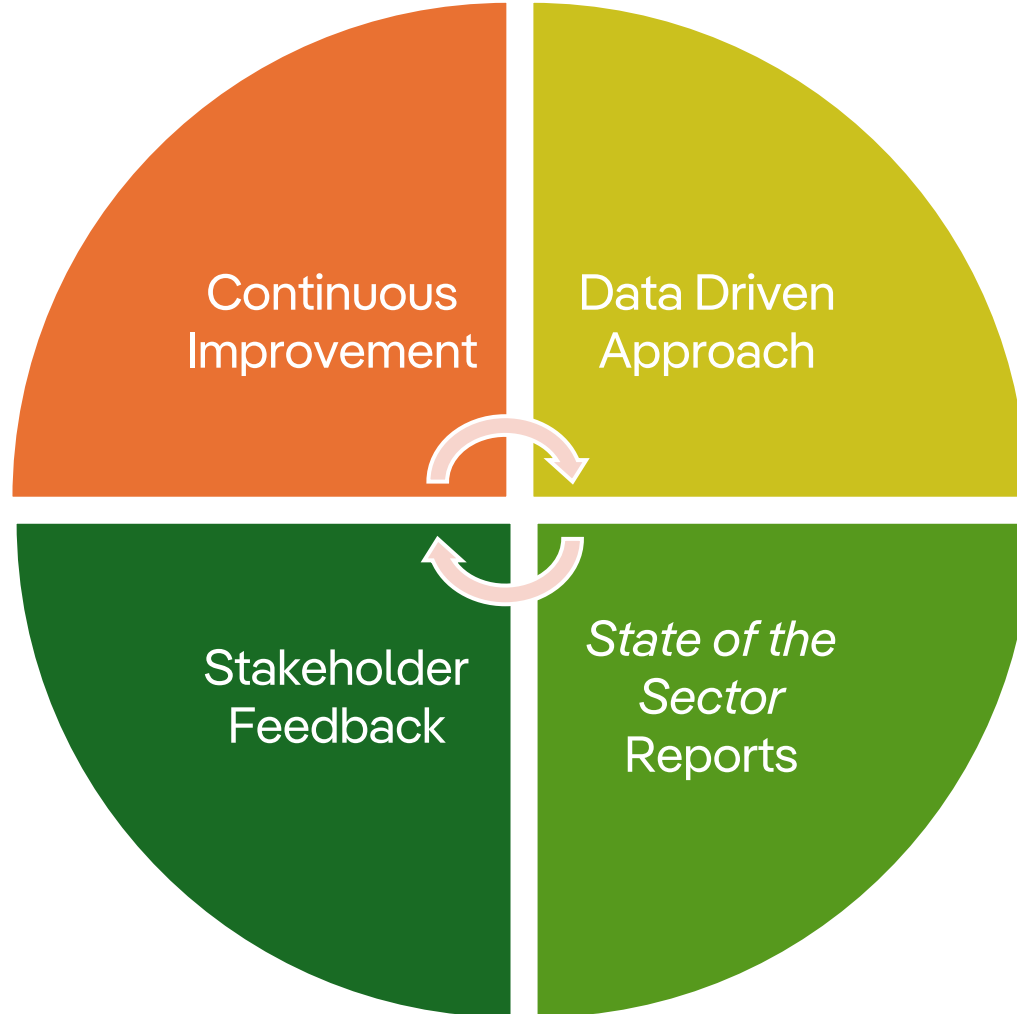 Continuous
Improvement
Data Driven
Approach
Stakeholder
Feedback
State of the
Sector
Reports